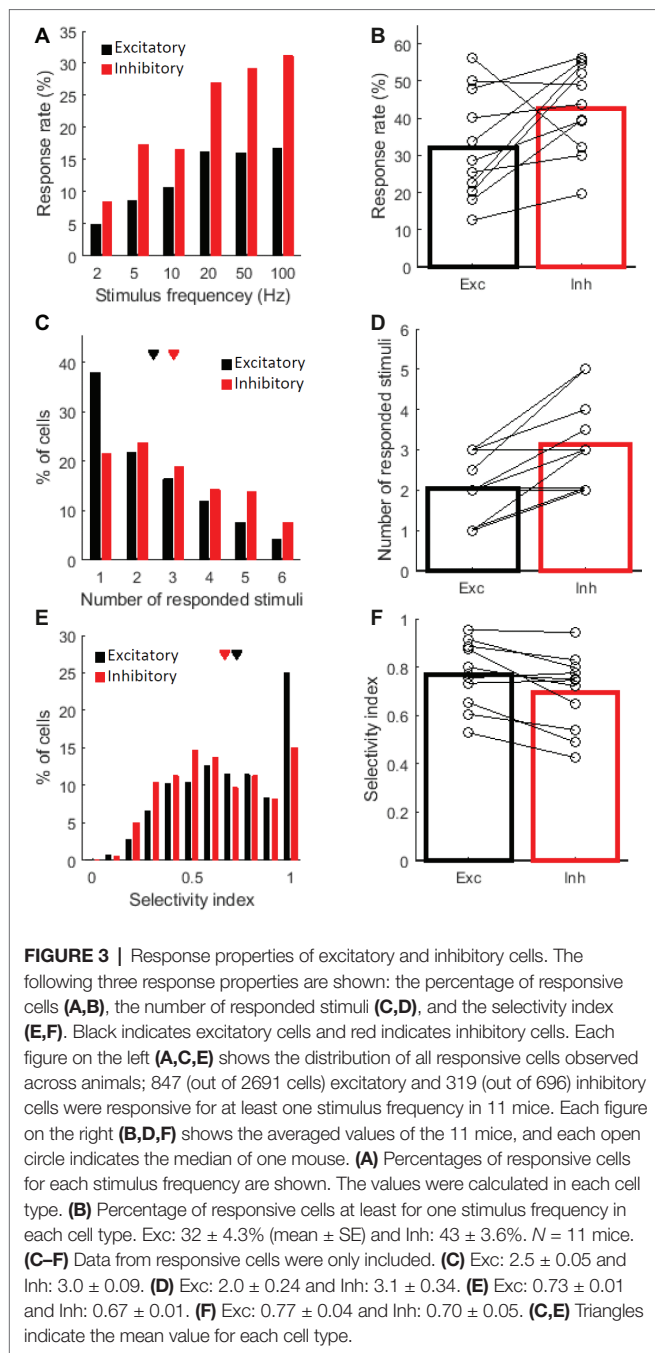 A
Excitatory
Inhibitory
35
30
25
20
15
10
5
0
Response rate (%)
2 5 10 20 50 100
Stimulus frequencey (Hz)
B
60
50
40
30
20
10
0
Response rate (%)
Exc Inh
C
Excitatory
Inhibitory
40
30
20
10
0
% of cells
1 2 3 4 5 6
Number of responded stimuli
D
6
5
4
3
2
1
0
Number of responded stimuli
Exc Inh
E
Excitatory
Inhibitory
30
25
20
15
10
5
0
% of cells
0 0.5 1
Selectivity index
F
1
0.8
0.6
0.4
0.2
0
Selectivity index
Exc Inh
FIGURE 3 | Response properties of excitatory and inhibitory cells. The
following three response properties are shown: the percentage of responsive
cells (A,B), the number of responded stimuli (C,D), and the selectivity index
(E,F). Black indicates excitatory cells and red indicates inhibitory cells. Each
figure on the left (A,C,E) shows the distribution of all responsive cells observed
across animals; 847 (out of 2691 cells) excitatory and 319 (out of 696) inhibitory
cells were responsive for at least one stimulus frequency in 11 mice. Each figure
on the right (B,D,F) shows the averaged values of the 11 mice, and each open
circle indicates the median of one mouse. (A) Percentages of responsive cells
for each stimulus frequency are shown. The values were calculated in each cell
type. (B) Percentage of responsive cells at least for one stimulus frequency in
each cell type. Exc: 32 ± 4.3% (mean ± SE) and Inh: 43 ± 3.6%. N = 11 mice.
(C–F) Data from responsive cells were only included. (C) Exc: 2.5 ± 0.05 and
Inh: 3.0 ± 0.09. (D) Exc: 2.0 ± 0.24 and Inh: 3.1 ± 0.34. (E) Exc: 0.73 ± 0.01
and Inh: 0.67 ± 0.01. (F) Exc: 0.77 ± 0.04 and Inh: 0.70 ± 0.05. (C,E) Triangles
indicate the mean value for each cell type.